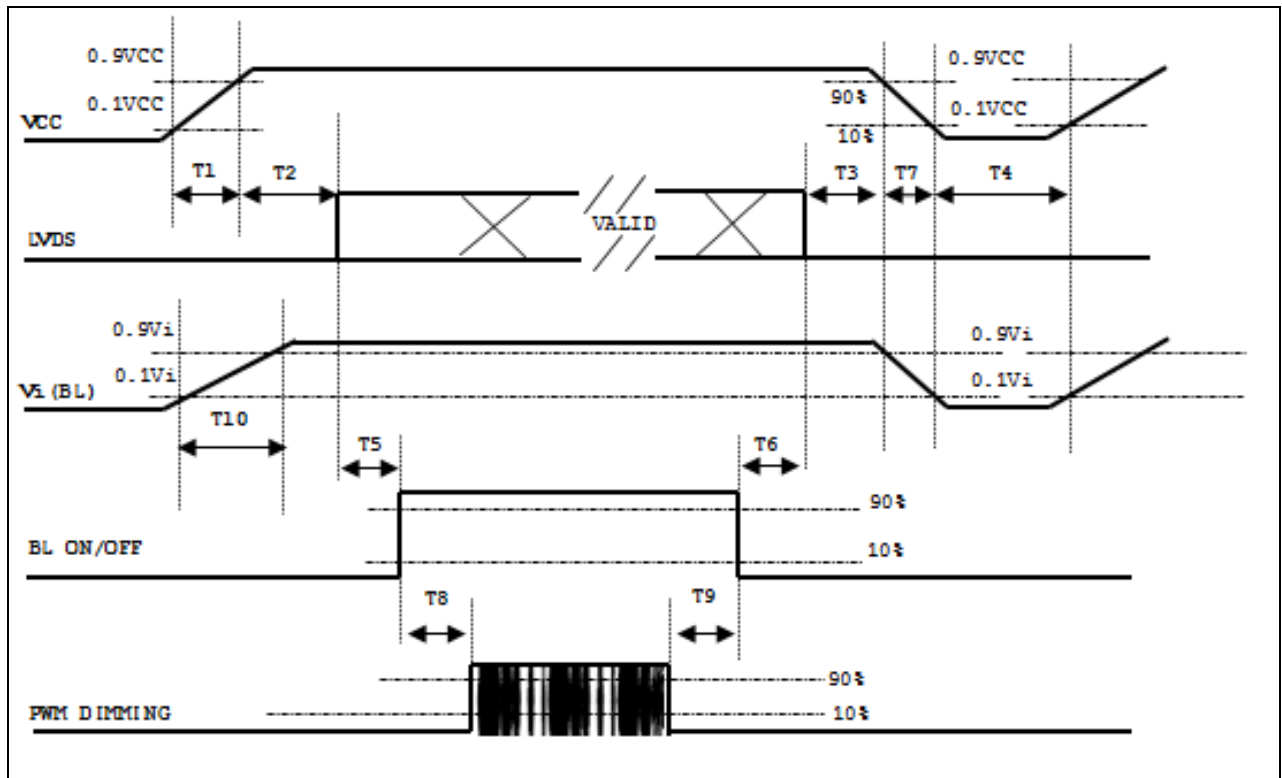 0.9VCC
0.9VCC
90%
0.1VCC
0.1VCC
VCC
10%
T1
T2
T3
T7
T4
VALID
LVDS
0.9Vi
0.9Vi
0.1Vi
0.1Vi
Vi(BL)
T10
T5
T6
90%
BL ON/OFF
10%
T8
T9
90%
PWM DIMMING
10%